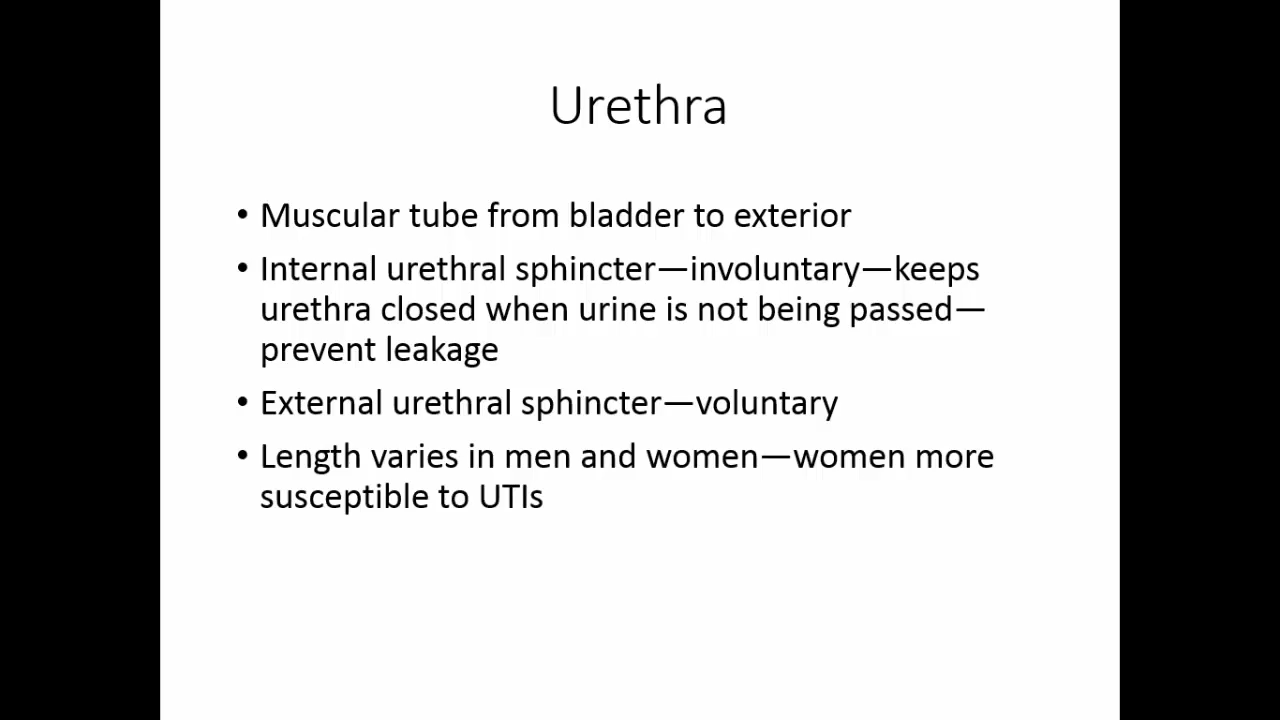 Urethra
• Muscular tube from bladder to exterior
• Internal urethral sphincter—involuntary—keeps
urethra closed when urine is not being passed—
prevent leakage
• External urethral sphincter—voluntary
• Length varies in men and women—women more
susceptible to UTIs